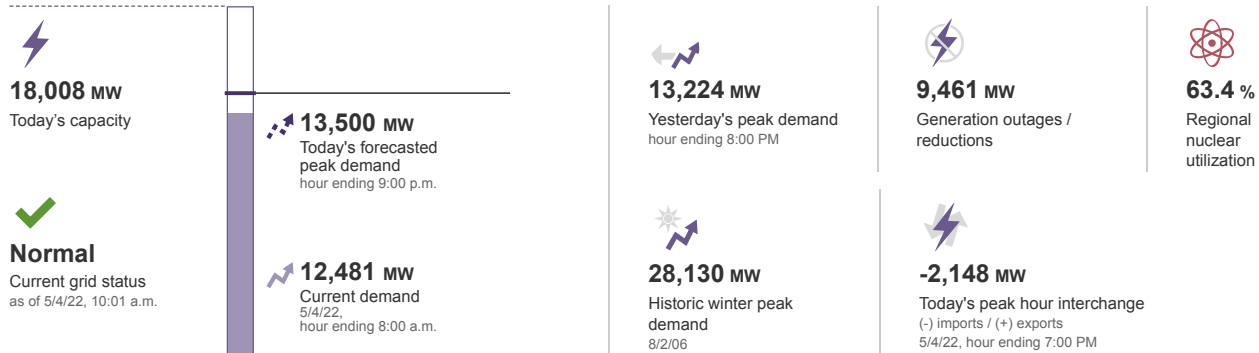 18,008 MW
Today's capacity
Normal
Current grid status
as of 5/4/22, 10:01 a.m.
13,500 MW
Today's forecasted
peak demand
hour ending 9:00 p.m.
12,481 MW
Current demand
5/4/22,
hour ending 8:00 a.m.
13,224 MW
Yesterday's peak demand
hour ending 8:00 PM
9,461 MW
Generation outages /
reductions
63.4 %
Regional
nuclear
utilization
28,130 MW
Historic winter peak
demand
8/2/06
-2,148 MW
Today's peak hour interchange
(-) imports / (+) exports
5/4/22, hour ending 7:00 PM